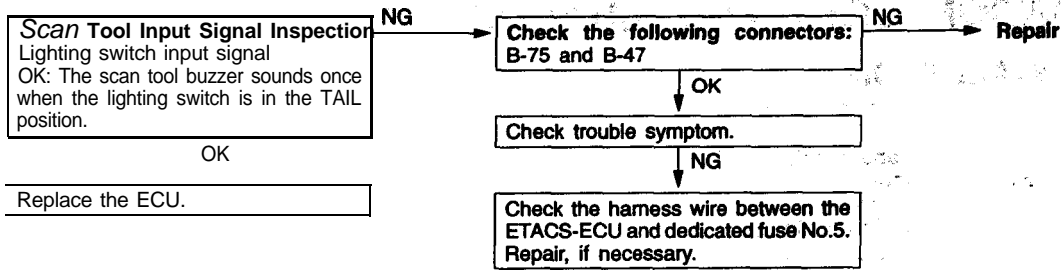 Scan Tool Input Signal Inspection
Lighting switch input signal
OK: The scan tool buzzer sounds once
when the lighting switch is in the TAIL
position.
OK
Replace the ECU.
NG
Check the following connectors:
B-75 and B-47
NG
Repair
OK
Check trouble symptom.
NG
Check the harness wire between the
ETACS-ECU and dedicated fuse No.5.
Repair, if necessary.